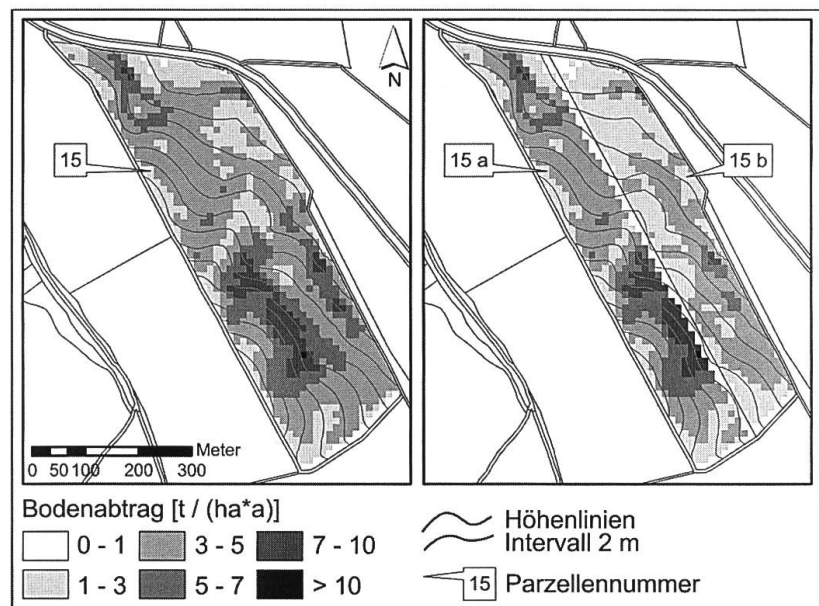 N
15
15 a
15 b
Meter
0 50 100 200 300
Bodenabtrag [t / (ha*a)]
0 - 1
3 - 5
7 - 10
1 - 3
5 - 7
> 10
Höhenlinien
Intervall 2 m
15 Parzellennummer